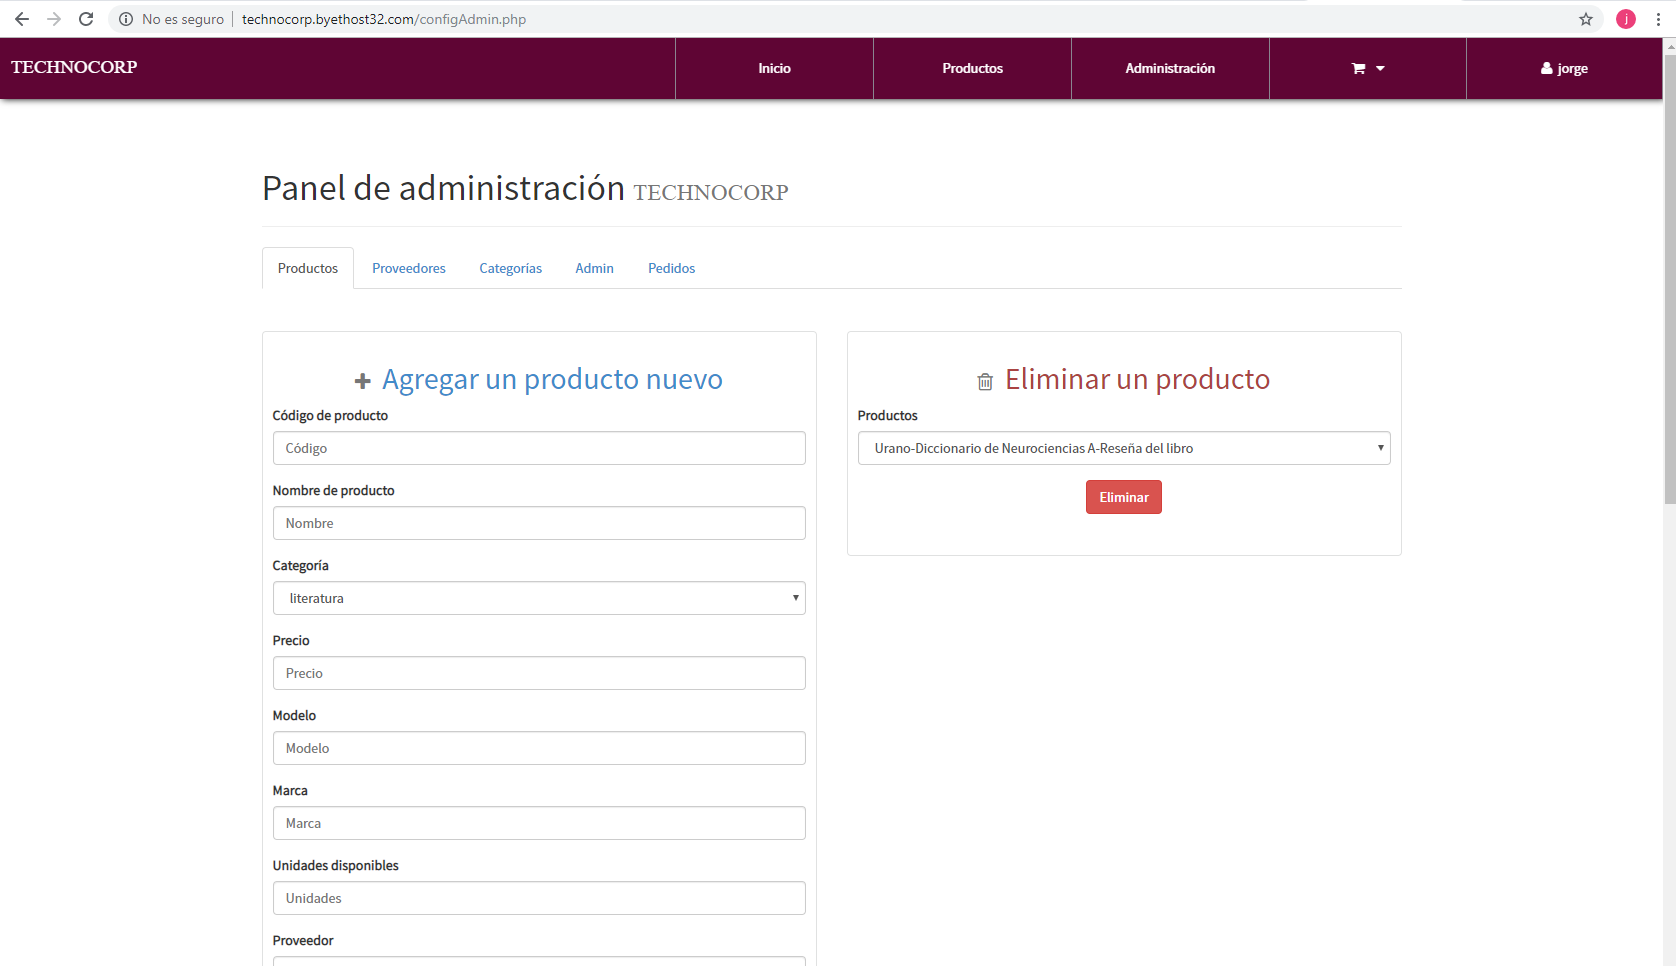 No es seguro | technocorp.byethost32.com/configAdmin.php
j
TECHNOCORP
Inicio
Productos
Administración
jorge
Panel de administración TECHNOCORP
Productos
Proveedores
Categorías
Admin
Pedidos
Agregar un producto nuevo
Código de producto
Código
Nombre de producto
Nombre
Categoría
literatura
Precio
Precio
Modelo
Modelo
Marca
Marca
Unidades disponibles
Unidades
Proveedor
Eliminar un producto
Productos
Urano-Diccionario de Neurociencias A-Reseña del libro
Eliminar